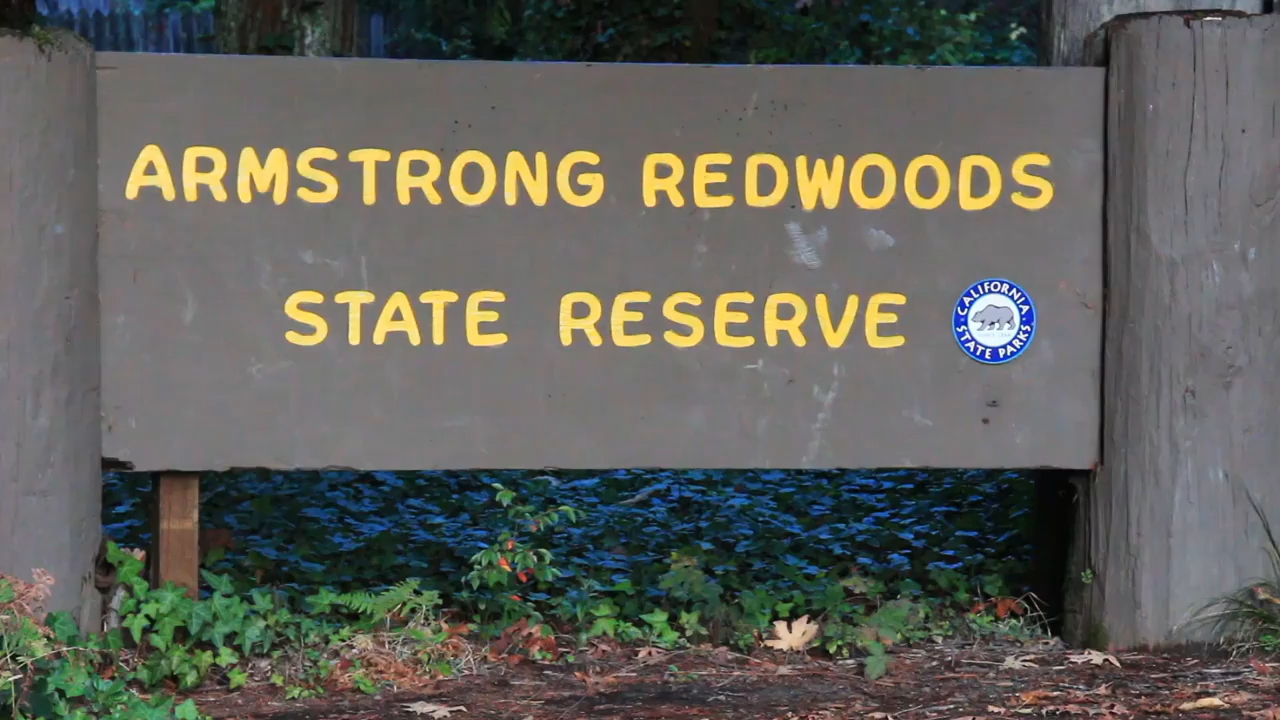 ARMSTRONG REDWOODS
STATE RESERVE
CALIFORNIA
STATE PARKS